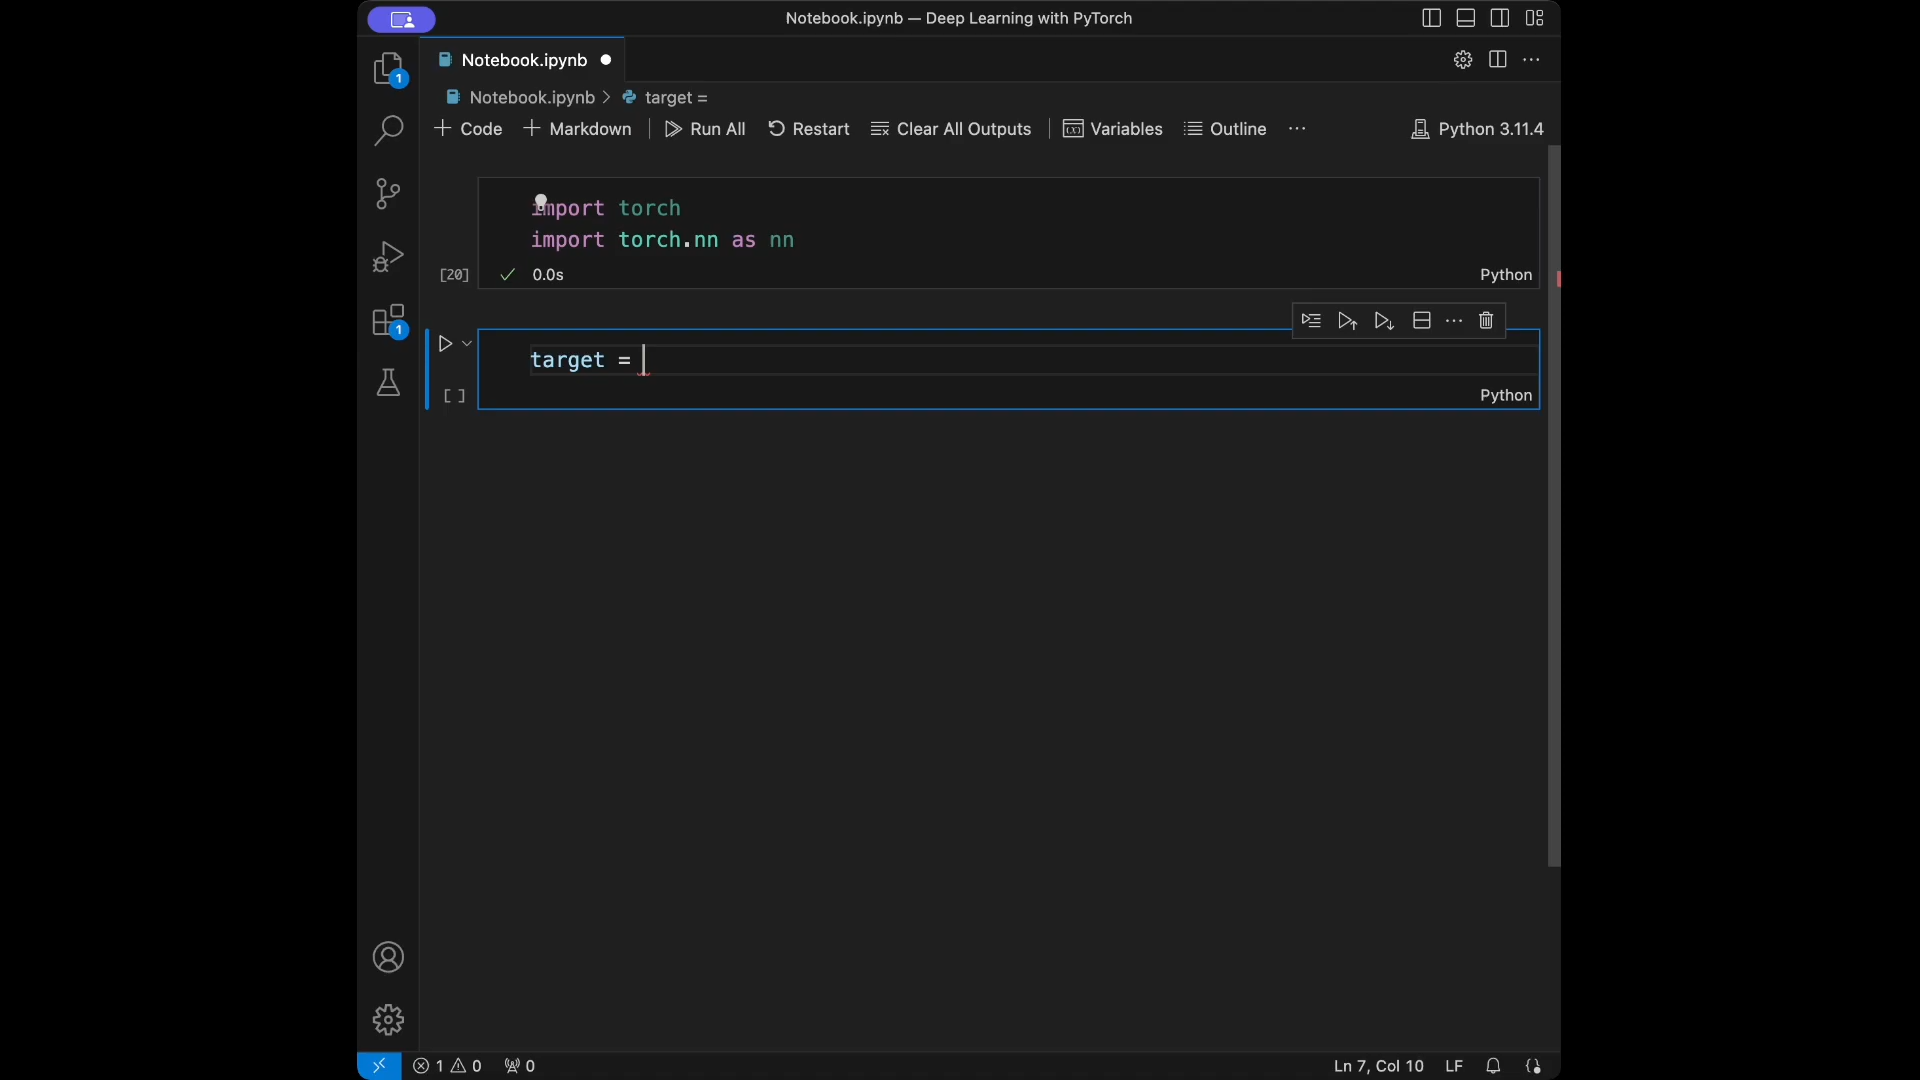 Notebook.ipynb — Deep Learning with PyTorch
1
Notebook.ipynb
Notebook.ipynb > target =
Code Markdown Run All Restart Clear All Outputs Variables Outline ··· Python 3.11.4
import torch
import torch.nn as nn
[20] 0.0s Python
target =
[ ] Python
1
1 0 0 Ln 7, Col 10 LF